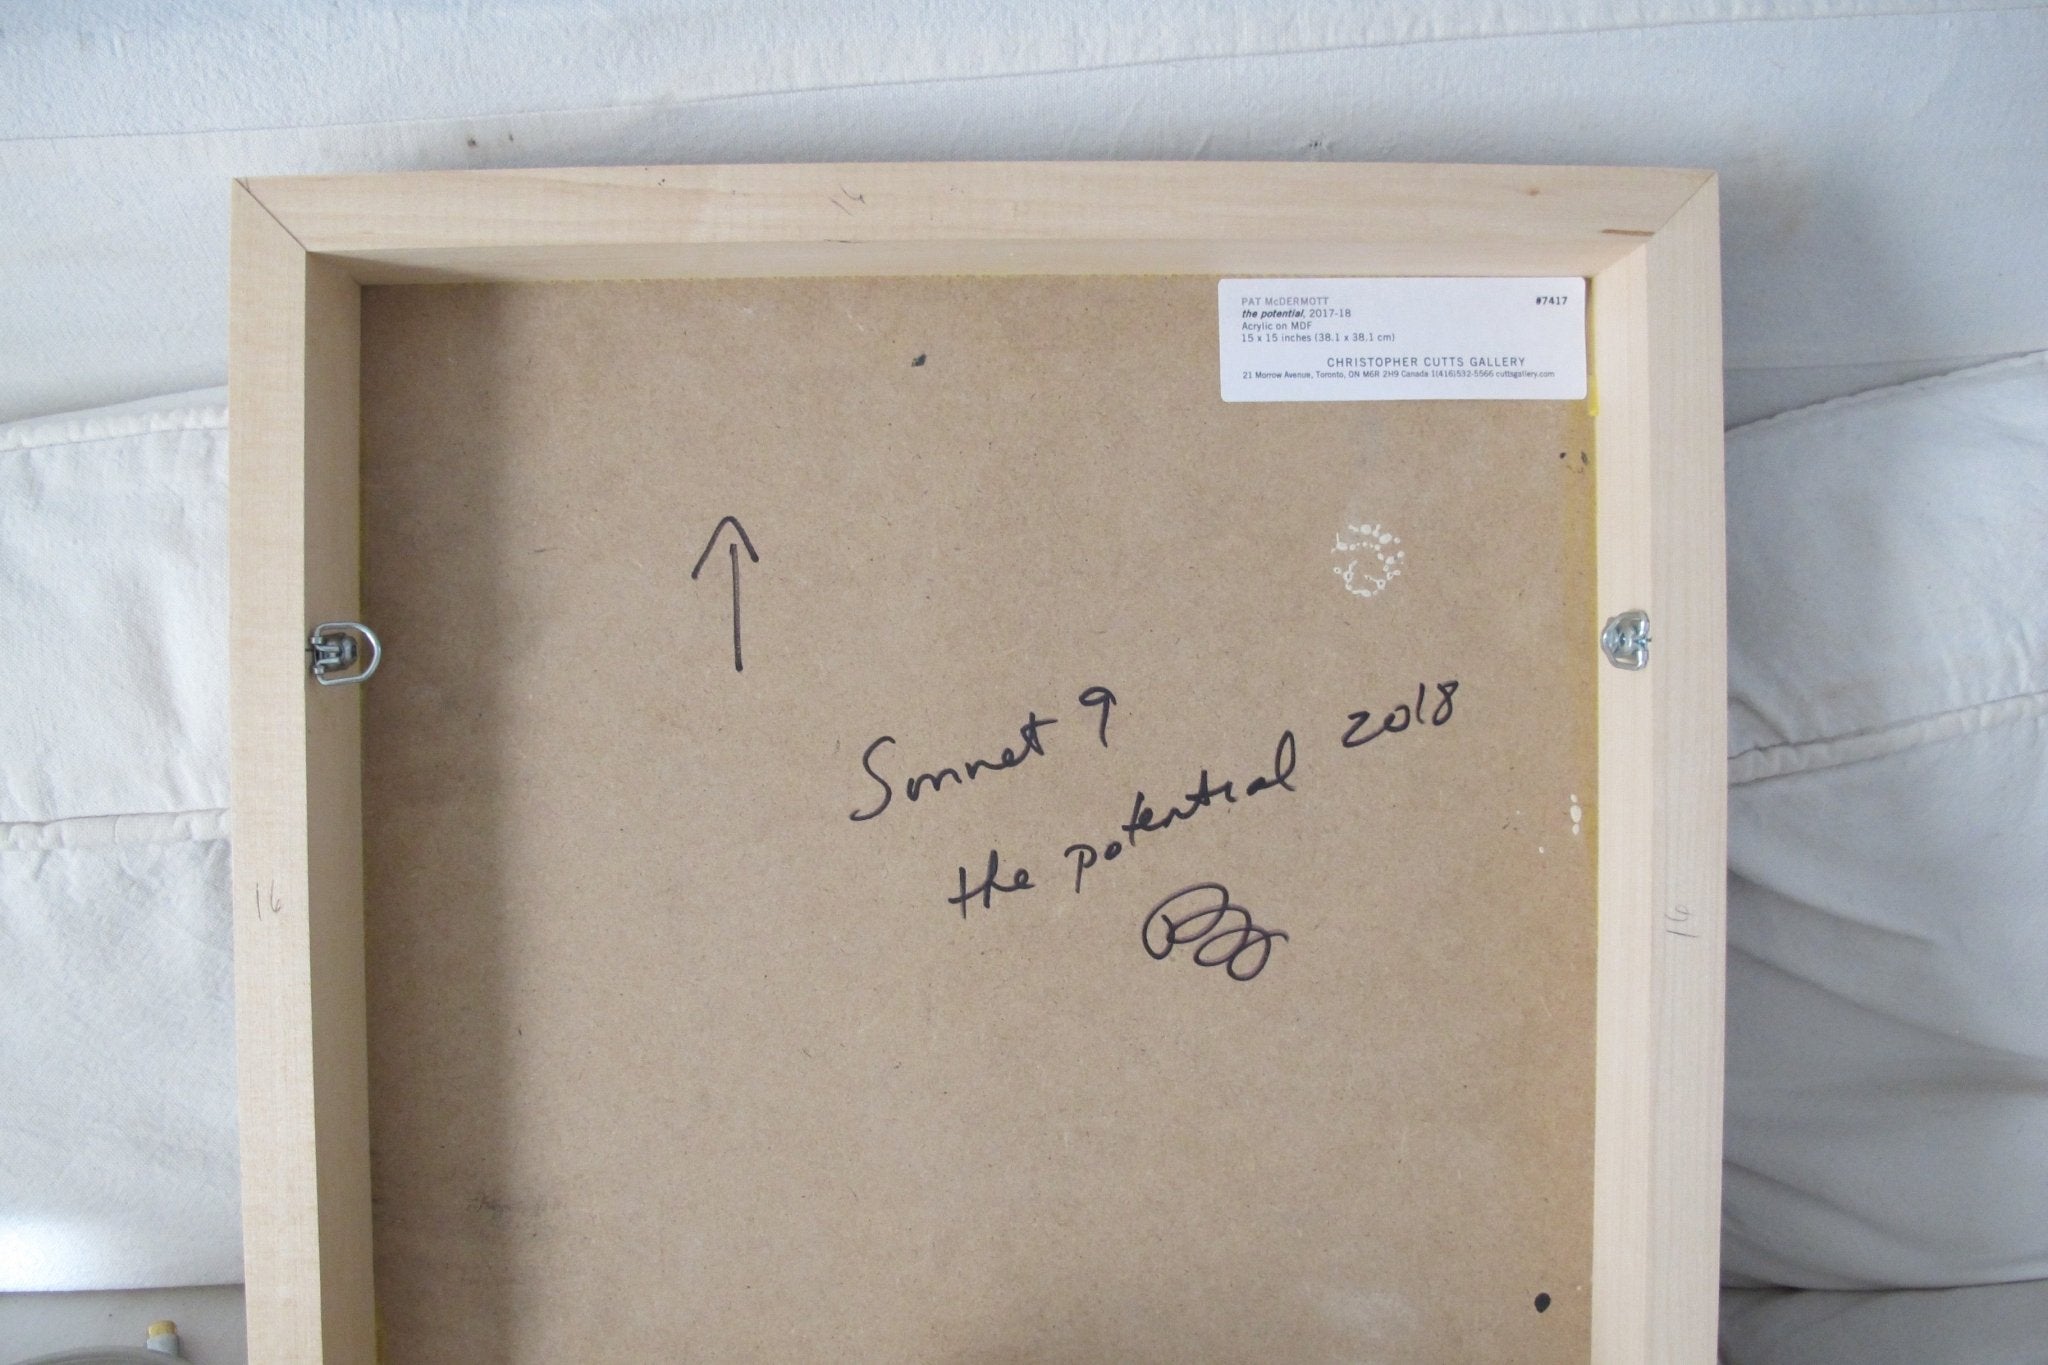 14
PAT McDERMOTT #7417
the potential, 2017-18
Acrylic on MDF
15 x 15 inches (38.1 x 38.1 cm)
CHRISTOPHER CUTTS GALLERY
21 Morrow Avenue, Toronto, ON M6R 2H9 Canada 1(416)532-5566 cuttsgallery.com
Sonnet 9
the potential 2018
16
16